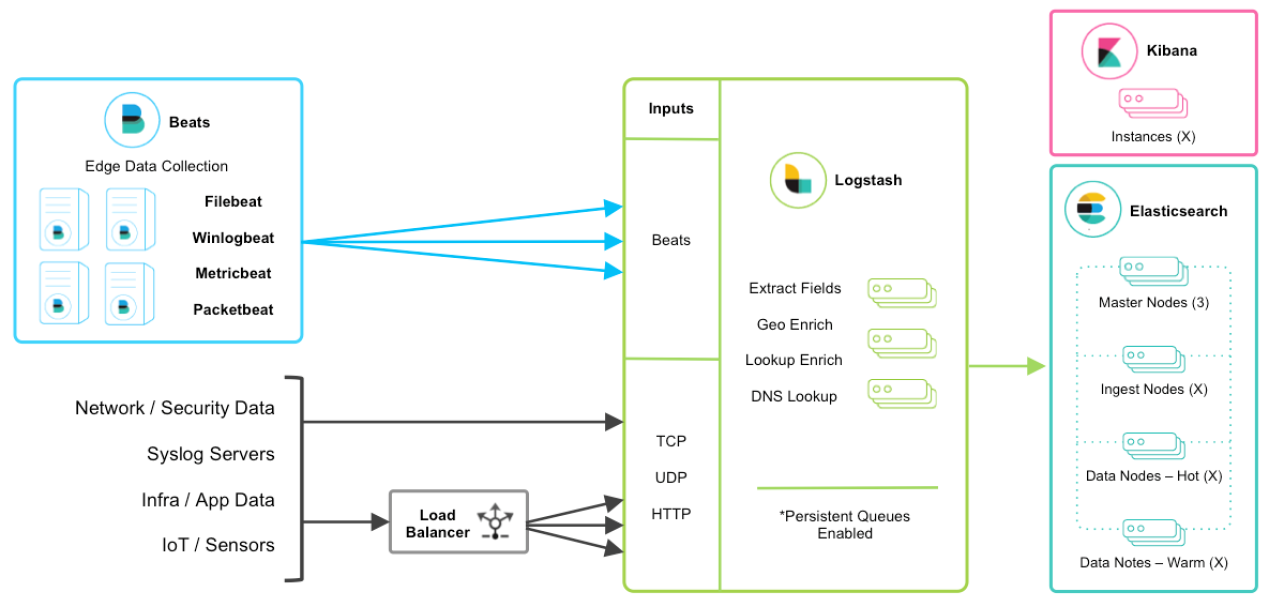 Beats
Edge Data Collection
Filebeat
Winlogbeat
Metricbeat
Packetbeat
Network / Security Data
Syslog Servers
Infra / App Data
IoT / Sensors
Load
Balancer
Inputs
Beats
TCP
UDP
HTTP
Logstash
Extract Fields
Geo Enrich
Lookup Enrich
DNS Lookup
*Persistent Queues
Enabled
Kibana
Instances (X)
Elasticsearch
Master Nodes (3)
Ingest Nodes (X)
Data Nodes – Hot (X)
Data Notes – Warm (X)